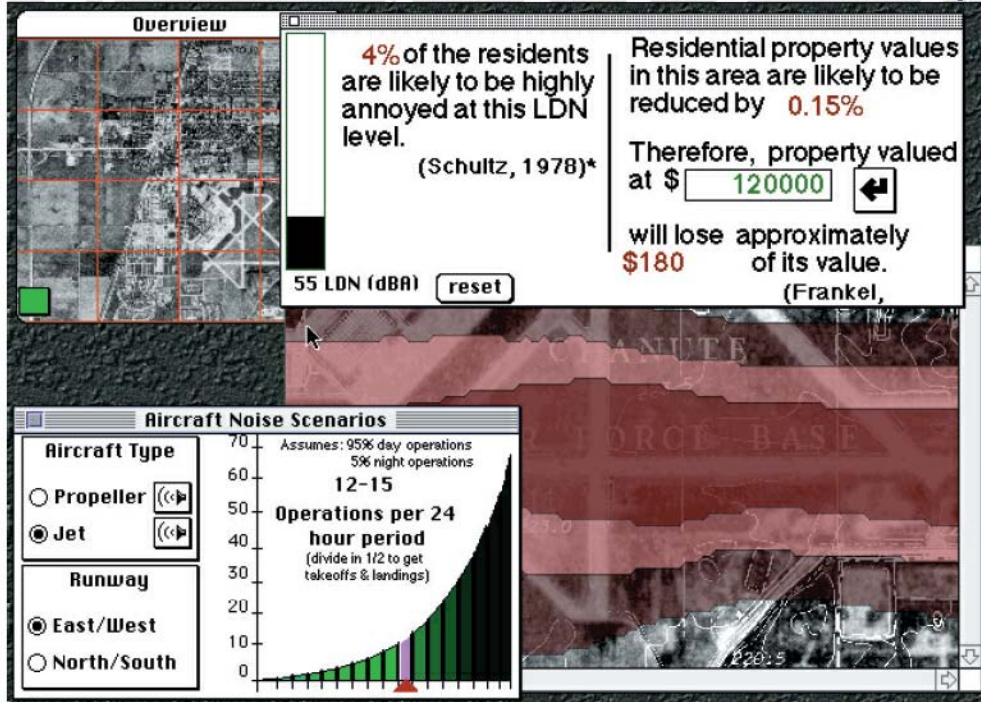 Overview
4% of the residents
are likely to be highly
annoyed at this LDN
level.
(Schultz, 1978)*
55 LDN (dBA)
reset
Residential property values
in this area are likely to be
reduced by 0.15%
Therefore, property valued
at $ 120000
will lose approximately
$180 of its value.
(Frankel,
CHANUTE
AIR FORCE BASE
220.5
Aircraft Noise Scenarios
Aircraft Type
Propeller
Jet
Runway
East/West
North/South
70
60
50
40
30
20
10
0
Assumes: 95% day operations
5% night operations
12-15
Operations per 24
hour period
(divide in 1/2 to get
takeoffs & landings)